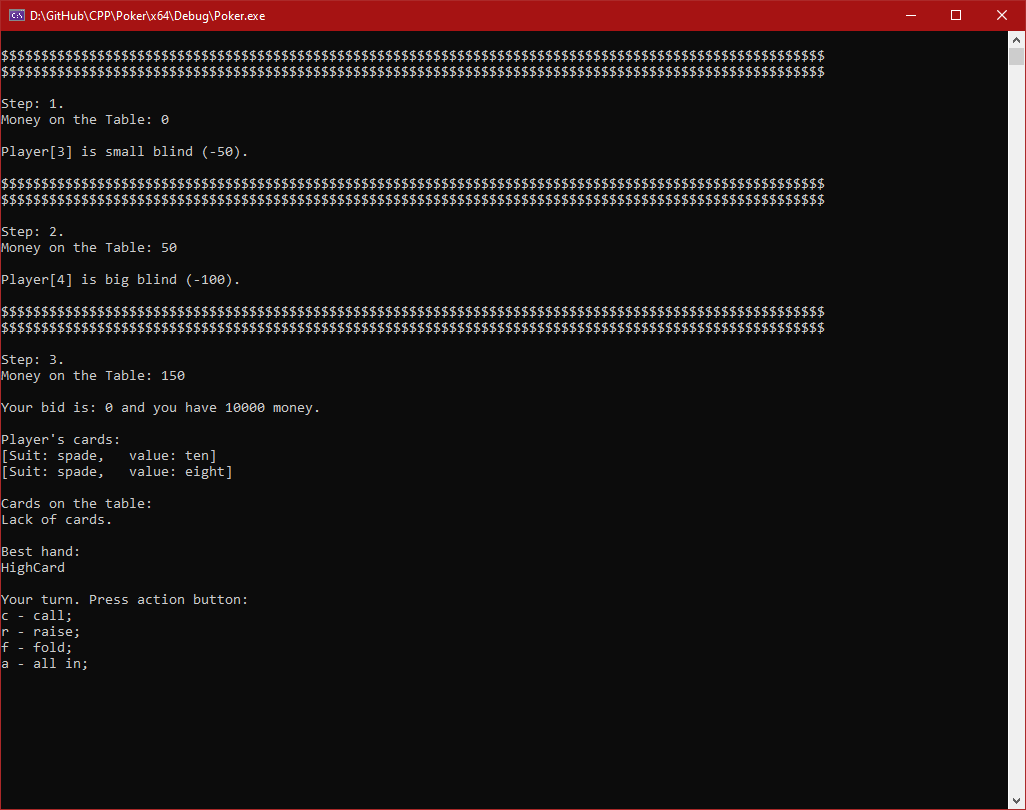 D:\GitHub\CPP\Poker\x64\Debug\Poker.exe
$$$$$$$$$$$$$$$$$$$$$$$$$$$$$$$$$$$$$$$$$$$$$$$$$$$$$$$$$$$$$$$$$$$$$$$$$$$$$$$$$$$$$$$$$$$$$$$$$$$$$$$
$$$$$$$$$$$$$$$$$$$$$$$$$$$$$$$$$$$$$$$$$$$$$$$$$$$$$$$$$$$$$$$$$$$$$$$$$$$$$$$$$$$$$$$$$$$$$$$$$$$$$$$
Step: 1.
Money on the Table: 0
Player[3] is small blind (-50).
$$$$$$$$$$$$$$$$$$$$$$$$$$$$$$$$$$$$$$$$$$$$$$$$$$$$$$$$$$$$$$$$$$$$$$$$$$$$$$$$$$$$$$$$$$$$$$$$$$$$$$$
$$$$$$$$$$$$$$$$$$$$$$$$$$$$$$$$$$$$$$$$$$$$$$$$$$$$$$$$$$$$$$$$$$$$$$$$$$$$$$$$$$$$$$$$$$$$$$$$$$$$$$$
Step: 2.
Money on the Table: 50
Player[4] is big blind (-100).
$$$$$$$$$$$$$$$$$$$$$$$$$$$$$$$$$$$$$$$$$$$$$$$$$$$$$$$$$$$$$$$$$$$$$$$$$$$$$$$$$$$$$$$$$$$$$$$$$$$$$$$
$$$$$$$$$$$$$$$$$$$$$$$$$$$$$$$$$$$$$$$$$$$$$$$$$$$$$$$$$$$$$$$$$$$$$$$$$$$$$$$$$$$$$$$$$$$$$$$$$$$$$$$
Step: 3.
Money on the Table: 150
Your bid is: 0 and you have 10000 money.
Player's cards:
[Suit: spade,   value: ten]
[Suit: spade,   value: eight]
Cards on the table:
Lack of cards.
Best hand:
HighCard
Your turn. Press action button:
c - call;
r - raise;
f - fold;
a - all in;